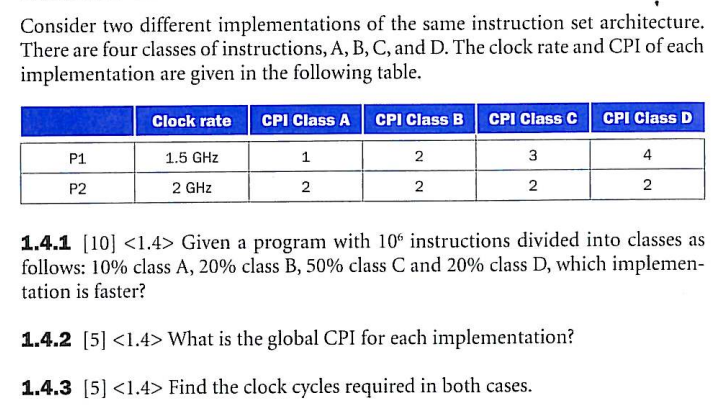 Consider two different implementations of the same instruction set architecture.
There are four classes of instructions, A, B, C, and D. The clock rate and CPI of each
implementation are given in the following table.
Clock rate CPI Class A CPI Class B CPI Class C CPI Class D
P1 1.5 GHz 1 2 3 4
P2 2 GHz 2 2 2 2
1.4.1 [10] <1.4> Given a program with 10⁶ instructions divided into classes as
follows: 10% class A, 20% class B, 50% class C and 20% class D, which implemen-
tation is faster?
1.4.2 [5] <1.4> What is the global CPI for each implementation?
1.4.3 [5] <1.4> Find the clock cycles required in both cases.